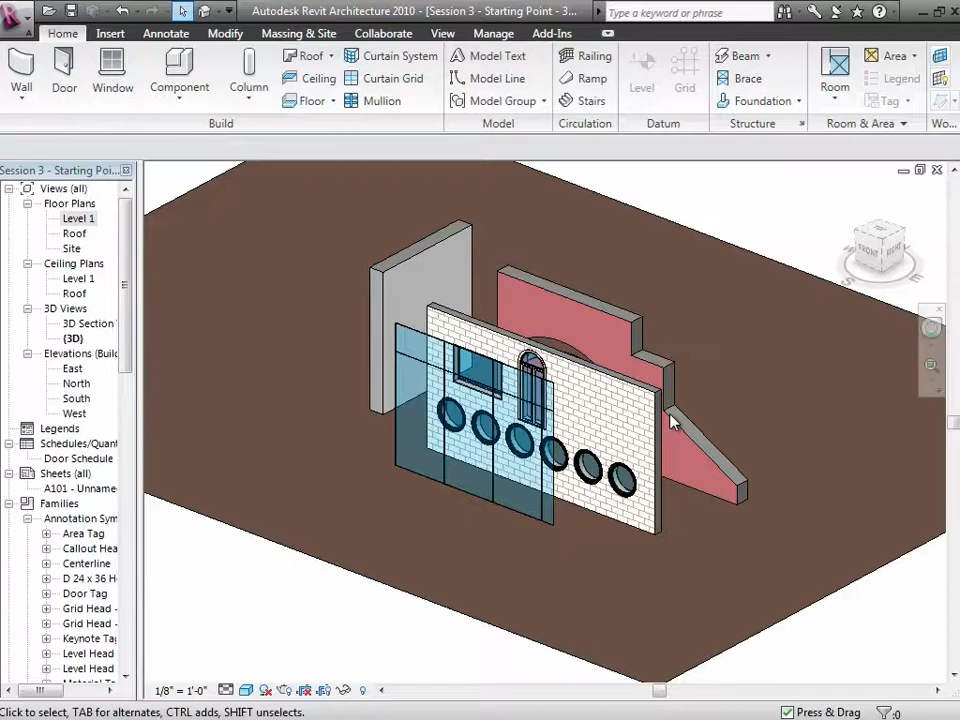 Autodesk Revit Architecture 2010 - [Session 3 - Starting Point - 3...
Type a keyword or phrase
Home Insert Annotate Modify Massing & Site Collaborate View Manage Add-Ins
Wall Door Window Component Column
Roof Curtain System
Ceiling Curtain Grid
Floor Mullion
Model Text
Model Line
Model Group
Railing
Ramp
Stairs
Level Grid
Beam
Brace
Foundation
Room
Area
Legend
Tag
Build Model Circulation Datum Structure Room & Area Wo...
Session 3 - Starting Poin...
Views (all)
Floor Plans
Level 1
Roof
Site
Ceiling Plans
Level 1
Roof
3D Views
3D Section
{3D}
Elevations (Buil
East
North
South
West
Legends
Schedules/Quant
Door Schedule
Sheets (all)
A101 - Unname
Families
Annotation Sym
Area Tag
Callout Hea
Centerline
D 24 x 36 H
Door Tag
Grid Head -
Grid Head -
Keynote Tag
Level Head
Level Head
FRONT RIGHT
S E
1/8" = 1'-0"
Click to select, TAB for alternates, CTRL adds, SHIFT unselects.
Press & Drag
:0